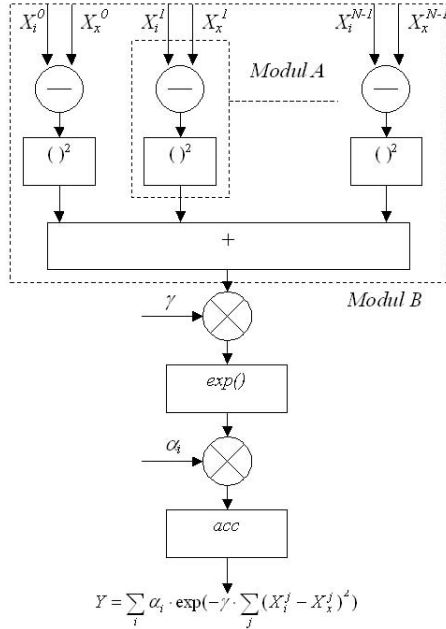 X_i^0 X_x^0 X_i^1 X_x^1 X_i^{N-1} X_x^{N-1}
Modul A
— — —
( )² ( )² ( )²
+
Modul B
γ
exp()
α_i
acc
Y = ∑_i α_i · exp(−γ · ∑_j (X_i^j − X_x^j)²)